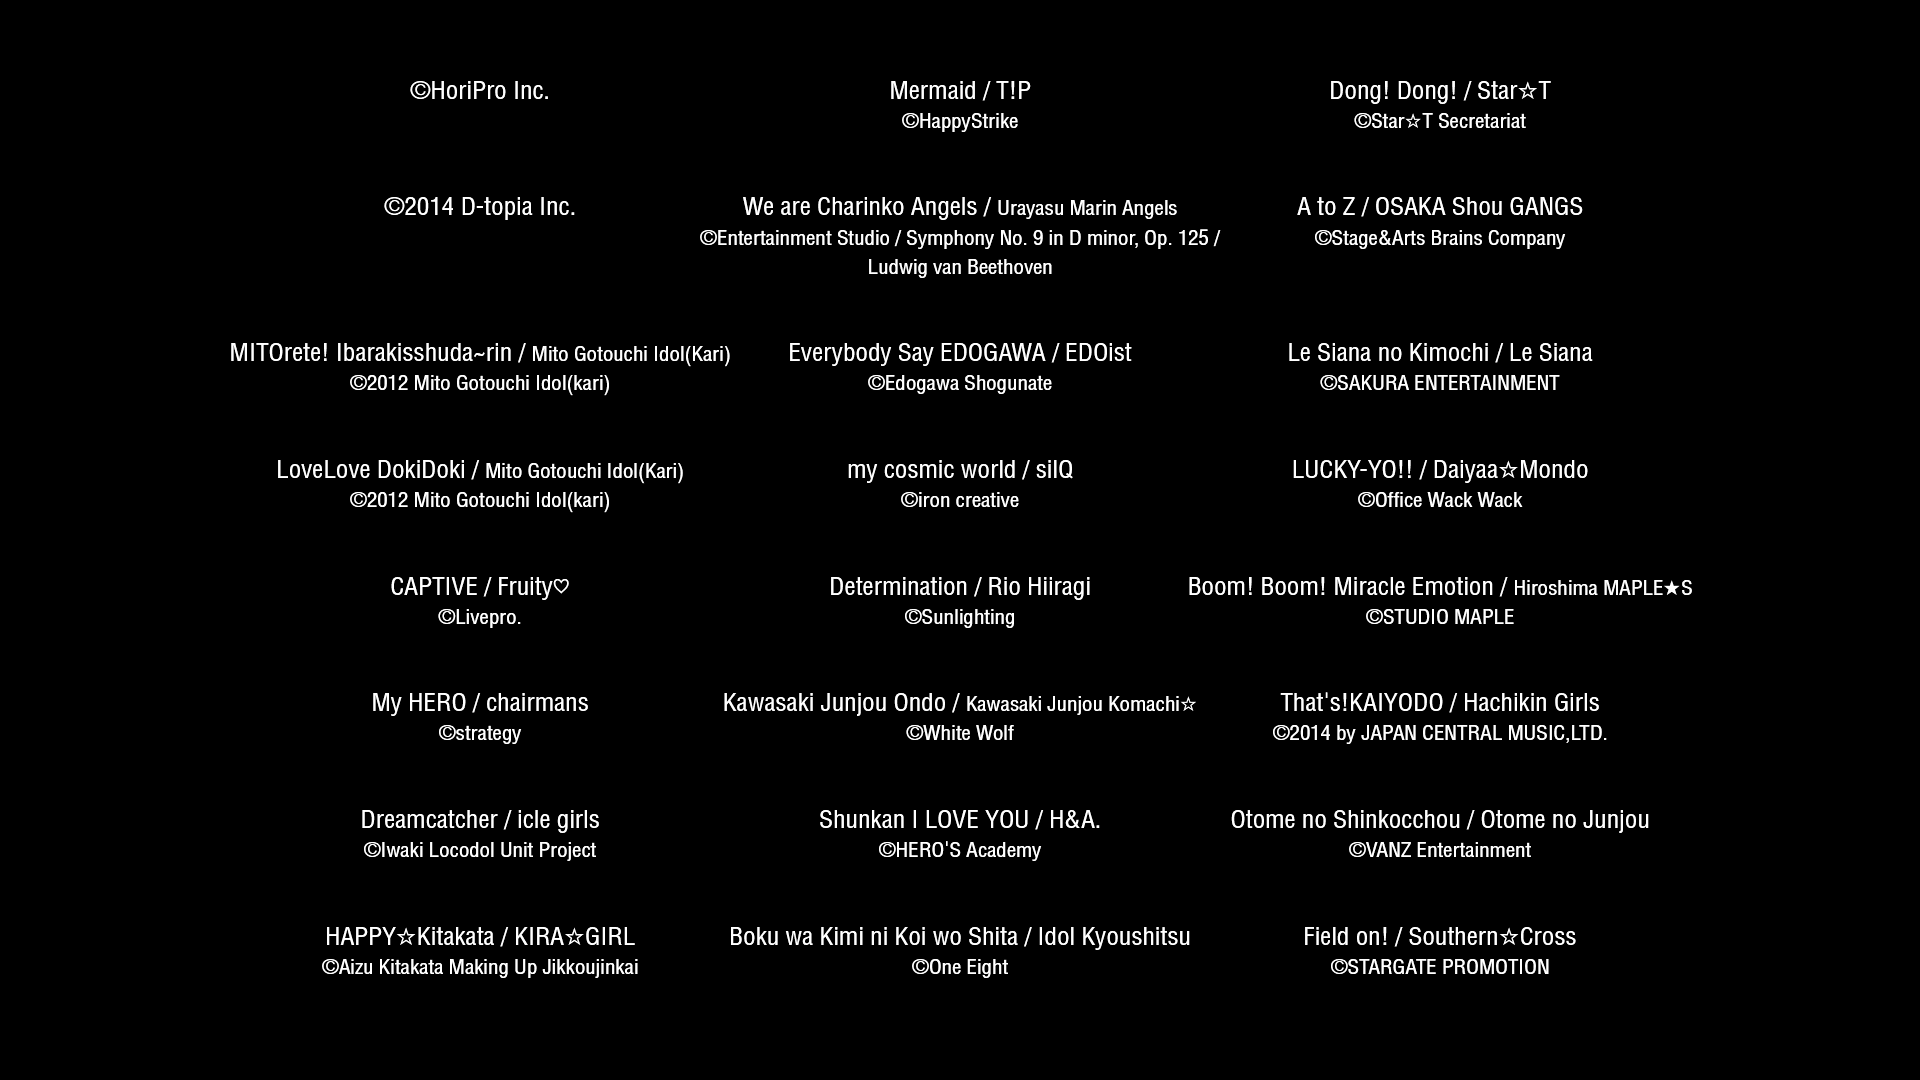 ©HoriPro Inc.
©2014 D-topia Inc.
MITOrete! Ibarakisshuda~rin / Mito Gotouchi Idol(Kari)
©2012 Mito Gotouchi Idol(kari)
LoveLove DokiDoki / Mito Gotouchi Idol(Kari)
©2012 Mito Gotouchi Idol(kari)
CAPTIVE / Fruity♡
©Livepro.
My HERO / chairmans
©strategy
Dreamcatcher / icle girls
©Iwaki Locodol Unit Project
HAPPY☆Kitakata / KIRA☆GIRL
©Aizu Kitakata Making Up Jikkoujinkai
Mermaid / T!P
©HappyStrike
We are Charinko Angels / Urayasu Marin Angels
©Entertainment Studio / Symphony No. 9 in D minor, Op. 125 /
Ludwig van Beethoven
Everybody Say EDOGAWA / EDOist
©Edogawa Shogunate
my cosmic world / silQ
©iron creative
Determination / Rio Hiiragi
©Sunlighting
Kawasaki Junjou Ondo / Kawasaki Junjou Komachi☆
©White Wolf
Shunkan I LOVE YOU / H&A.
©HERO'S Academy
Boku wa Kimi ni Koi wo Shita / Idol Kyoushitsu
©One Eight
Dong! Dong! / Star☆T
©Star☆T Secretariat
A to Z / OSAKA Shou GANGS
©Stage&Arts Brains Company
Le Siana no Kimochi / Le Siana
©SAKURA ENTERTAINMENT
LUCKY-YO!! / Daiyaa☆Mondo
©Office Wack Wack
Boom! Boom! Miracle Emotion / Hiroshima MAPLE★S
©STUDIO MAPLE
That's!KAIYODO / Hachikin Girls
©2014 by JAPAN CENTRAL MUSIC,LTD.
Otome no Shinkocchou / Otome no Junjou
©VANZ Entertainment
Field on! / Southern☆Cross
©STARGATE PROMOTION